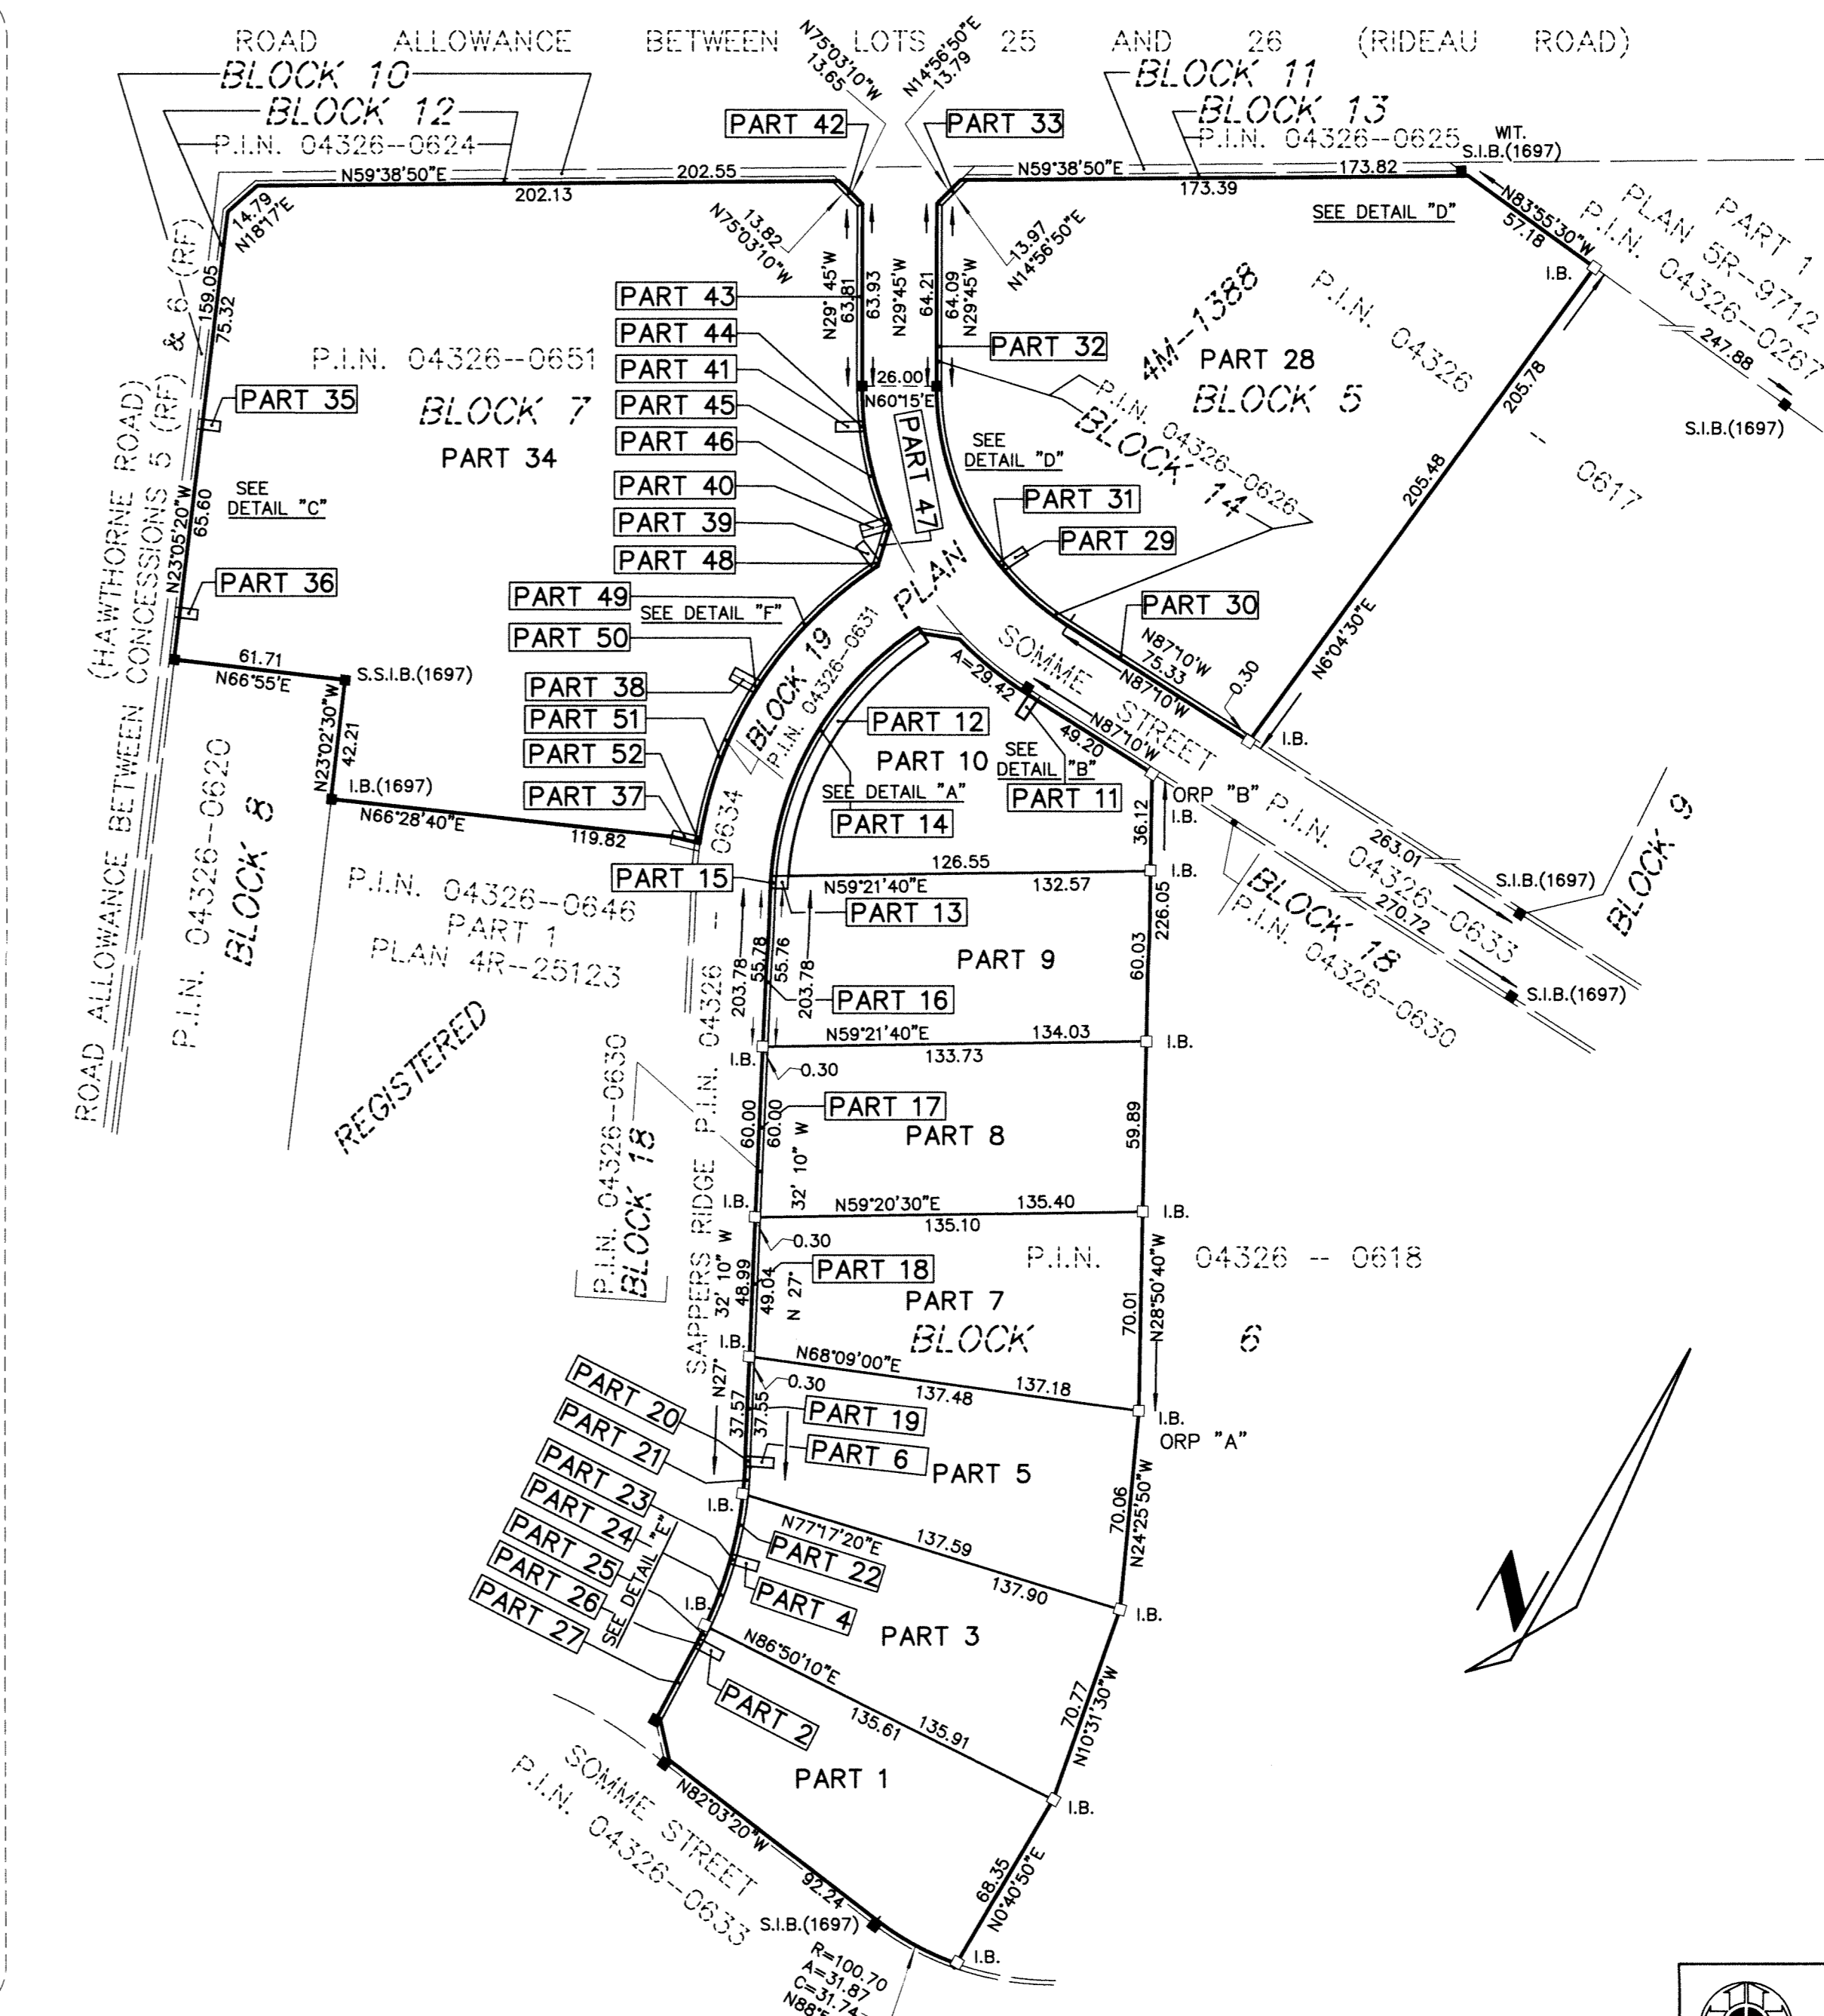 ROAD ALLOWANCE BETWEEN LOTS 25 AND 26 (RIDEAU ROAD)
BLOCK 10
BLOCK 12
P.I.N. 04326--0624
N59°38'50"E
202.55
202.13
PART 42
N75°03'10"W
13.65
N14°56'50"E
13.79
PART 33
BLOCK 11
BLOCK 13
P.I.N. 04326--0625
WIT.
S.I.B.(1697)
N59°38'50"E
173.82
173.39
SEE DETAIL "D"
N83°55'30"W
57.18
I.B.
PART 1
PLAN 5R--9712
P.I.N. 04326--0267
247.88
S.I.B.(1697)
14.79
N18°17'E
13.82
N75°03'10"W
13.97
N14°56'50"E
159.05
75.32
N29° 45'W
63.81
63.93
N29°45'W
64.21
64.09
N29°45'W
PART 43
PART 44
PART 41
PART 45
PART 46
PART 40
PART 39
PART 48
PART 32
26.00
N60°15'E
PART 47
P.I.N. 04326--0651
BLOCK 7
PART 34
PART 35
SEE
DETAIL "C"
65.60
N23°05'20"W
PART 36
(HAWTHORNE ROAD)
ROAD ALLOWANCE BETWEEN CONCESSIONS 5 (RF) & 6 (RF)
4M-1388
PART 28
BLOCK 5
P.I.N. 04326 -- 0617
P.I.N. 04326--0626
BLOCK 14
SEE
DETAIL "D"
205.78
205.48
N6°04'30"E
PART 31
PART 29
PART 30
PLAN
N87°10'W
75.33
N87°10'W
0.30
I.B.
PART 49
SEE DETAIL "F"
PART 50
PART 38
PART 51
PART 52
PART 37
BLOCK 19
P.I.N. 04326--0631
61.71
N66°55'E
S.S.I.B.(1697)
N23°02'30"W
42.21
I.B.(1697)
N66°28'40"E
119.82
P.I.N. 04326--0620
BLOCK 8
P.I.N. 04326--0646
PART 1
PLAN 4R--25123
REGISTERED
A=29.42
SOMME STREET
N87°10'W
49.20
PART 12
PART 10
SEE
DETAIL "B"
PART 11
SEE DETAIL "A"
PART 14
ORP "B"
I.B.
P.I.N. 04326--0633
263.01
S.I.B.(1697)
BLOCK 9
BLOCK 18
P.I.N. 04326--0630
270.72
S.I.B.(1697)
36.12
I.B.
226.05
126.55
N59°21'40"E
132.57
PART 15
PART 13
203.78
55.78
55.76
203.78
PART 9
60.03
PART 16
N59°21'40"E
134.03
133.73
I.B.
I.B.
0.30
P.I.N. 04326--0630
BLOCK 18
SAPPERS RIDGE P.I.N. 04326 -- 0634
60.00
60.00
PART 17
PART 8
59.89
I.B.
N59°20'30"E
135.40
135.10
I.B.
0.30
N27° 32' 10" W
N 27° 32' 10" W
48.99
49.04
PART 18
PART 7
BLOCK 6
P.I.N. 04326 -- 0618
70.01
N28°50'40"W
I.B.
N68°09'00"E
137.48
137.18
0.30
I.B.
ORP "A"
37.57
37.55
PART 19
PART 6
PART 5
PART 20
PART 21
PART 23
PART 24
PART 25
PART 26
PART 27
SEE DETAIL "E"
I.B.
N77°17'20"E
137.59
137.90
70.06
N24°25'50"W
I.B.
PART 22
PART 4
PART 3
I.B.
N86°50'10"E
135.61
135.91
70.77
N10°31'30"W
I.B.
PART 2
PART 1
SOMME STREET
P.I.N. 04326--0633
N82°03'20"W
92.24
S.I.B.(1697)
68.35
N0°40'50"E
I.B.
R=100.70
A=31.87
C=31.74
N